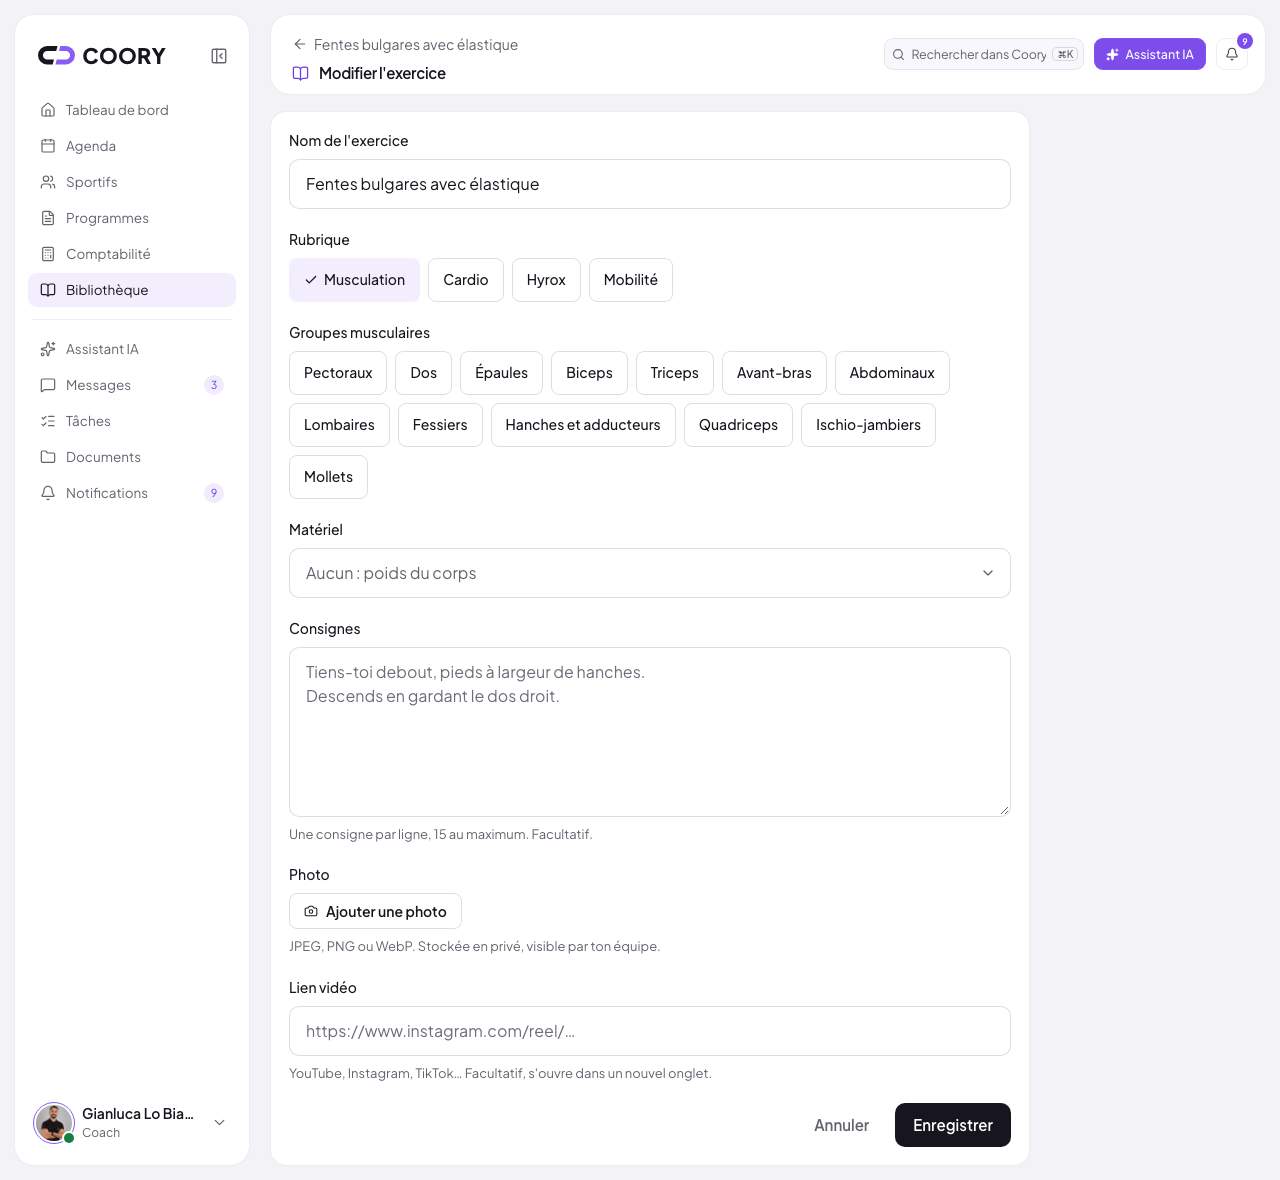 COORY
Tableau de bord
Agenda
Sportifs
Programmes
Comptabilité
Bibliothèque
Assistant IA
Messages 3
Tâches
Documents
Notifications 9
Gianluca Lo Bia...
Coach
Fentes bulgares avec élastique
Modifier l'exercice
Rechercher dans Coory ⌘K
Assistant IA
9
Nom de l'exercice
Fentes bulgares avec élastique
Rubrique
Musculation Cardio Hyrox Mobilité
Groupes musculaires
Pectoraux Dos Épaules Biceps Triceps Avant-bras Abdominaux
Lombaires Fessiers Hanches et adducteurs Quadriceps Ischio-jambiers
Mollets
Matériel
Aucun : poids du corps
Consignes
Tiens-toi debout, pieds à largeur de hanches.
Descends en gardant le dos droit.
Une consigne par ligne, 15 au maximum. Facultatif.
Photo
Ajouter une photo
JPEG, PNG ou WebP. Stockée en privé, visible par ton équipe.
Lien vidéo
https://www.instagram.com/reel/...
YouTube, Instagram, TikTok... Facultatif, s'ouvre dans un nouvel onglet.
Annuler Enregistrer